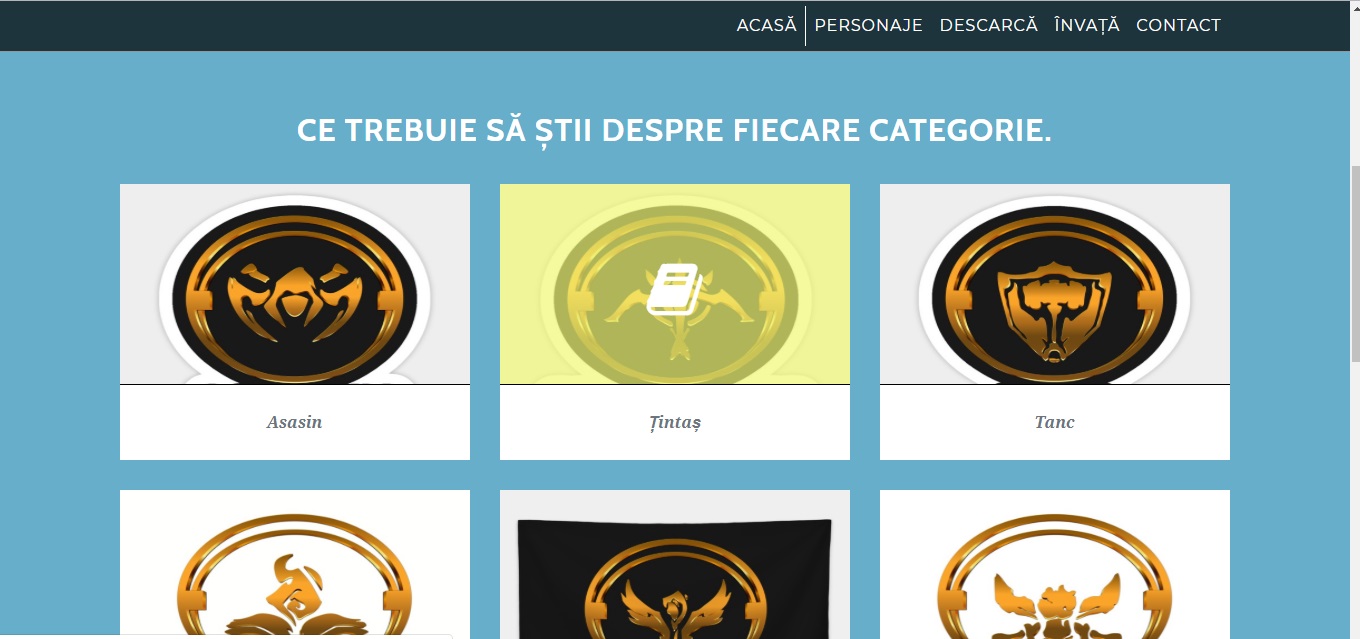 ACASĂ PERSONAJE DESCARCĂ ÎNVAȚĂ CONTACT
CE TREBUIE SĂ ȘTII DESPRE FIECARE CATEGORIE.
Asasin Țintaș Tanc